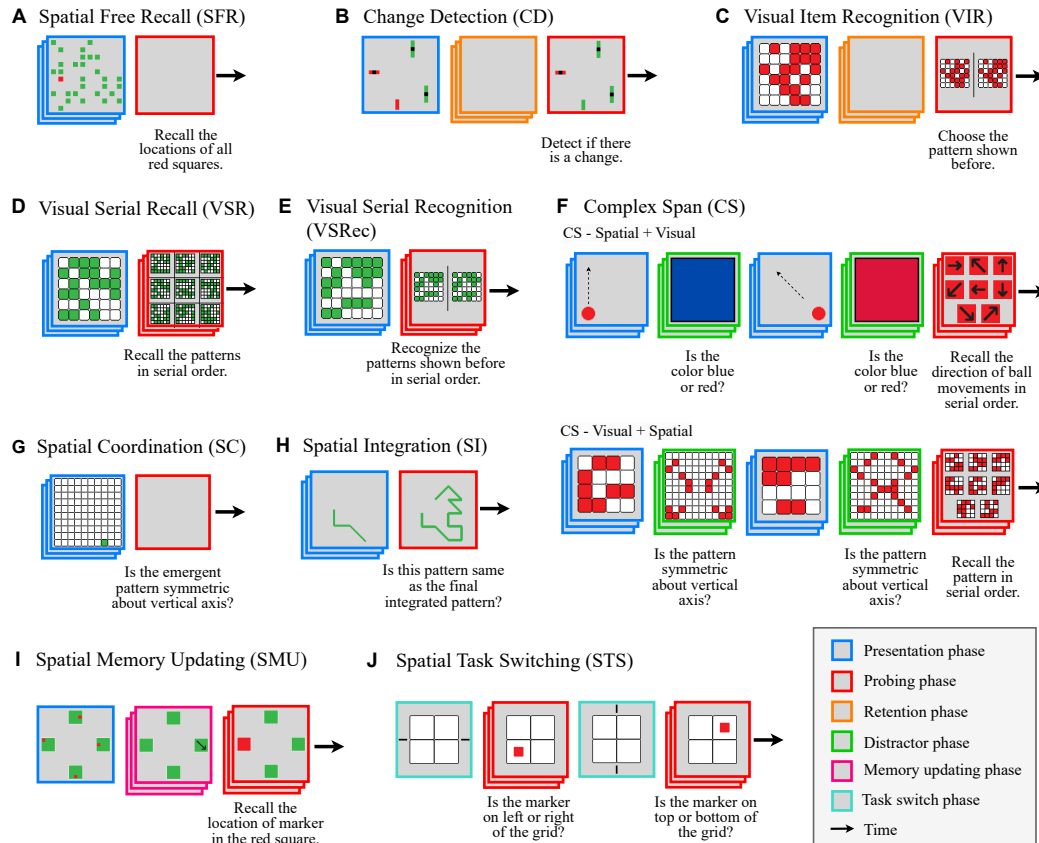 A Spatial Free Recall (SFR)
Recall the
locations of all
red squares.
B Change Detection (CD)
Detect if there
is a change.
C Visual Item Recognition (VIR)
Choose the
pattern shown
before.
D Visual Serial Recall (VSR)
Recall the patterns
in serial order.
E Visual Serial Recognition
(VSRec)
Recognize the
patterns shown before
in serial order.
F Complex Span (CS)
CS - Spatial + Visual
Is the
color blue
or red?
Is the
color blue
or red?
Recall the
direction of ball
movements in
serial order.
CS - Visual + Spatial
Is the pattern
symmetric
about vertical
axis?
Is the pattern
symmetric
about vertical
axis?
Recall the
pattern in
serial order.
G Spatial Coordination (SC)
Is the emergent
pattern symmetric
about vertical axis?
H Spatial Integration (SI)
Is this pattern same
as the final
integrated pattern?
I Spatial Memory Updating (SMU)
Recall the
location of marker
in the red square.
J Spatial Task Switching (STS)
Is the marker
on left or right
of the grid?
Is the marker on
top or bottom of
the grid?
Presentation phase
Probing phase
Retention phase
Distractor phase
Memory updating phase
Task switch phase
Time